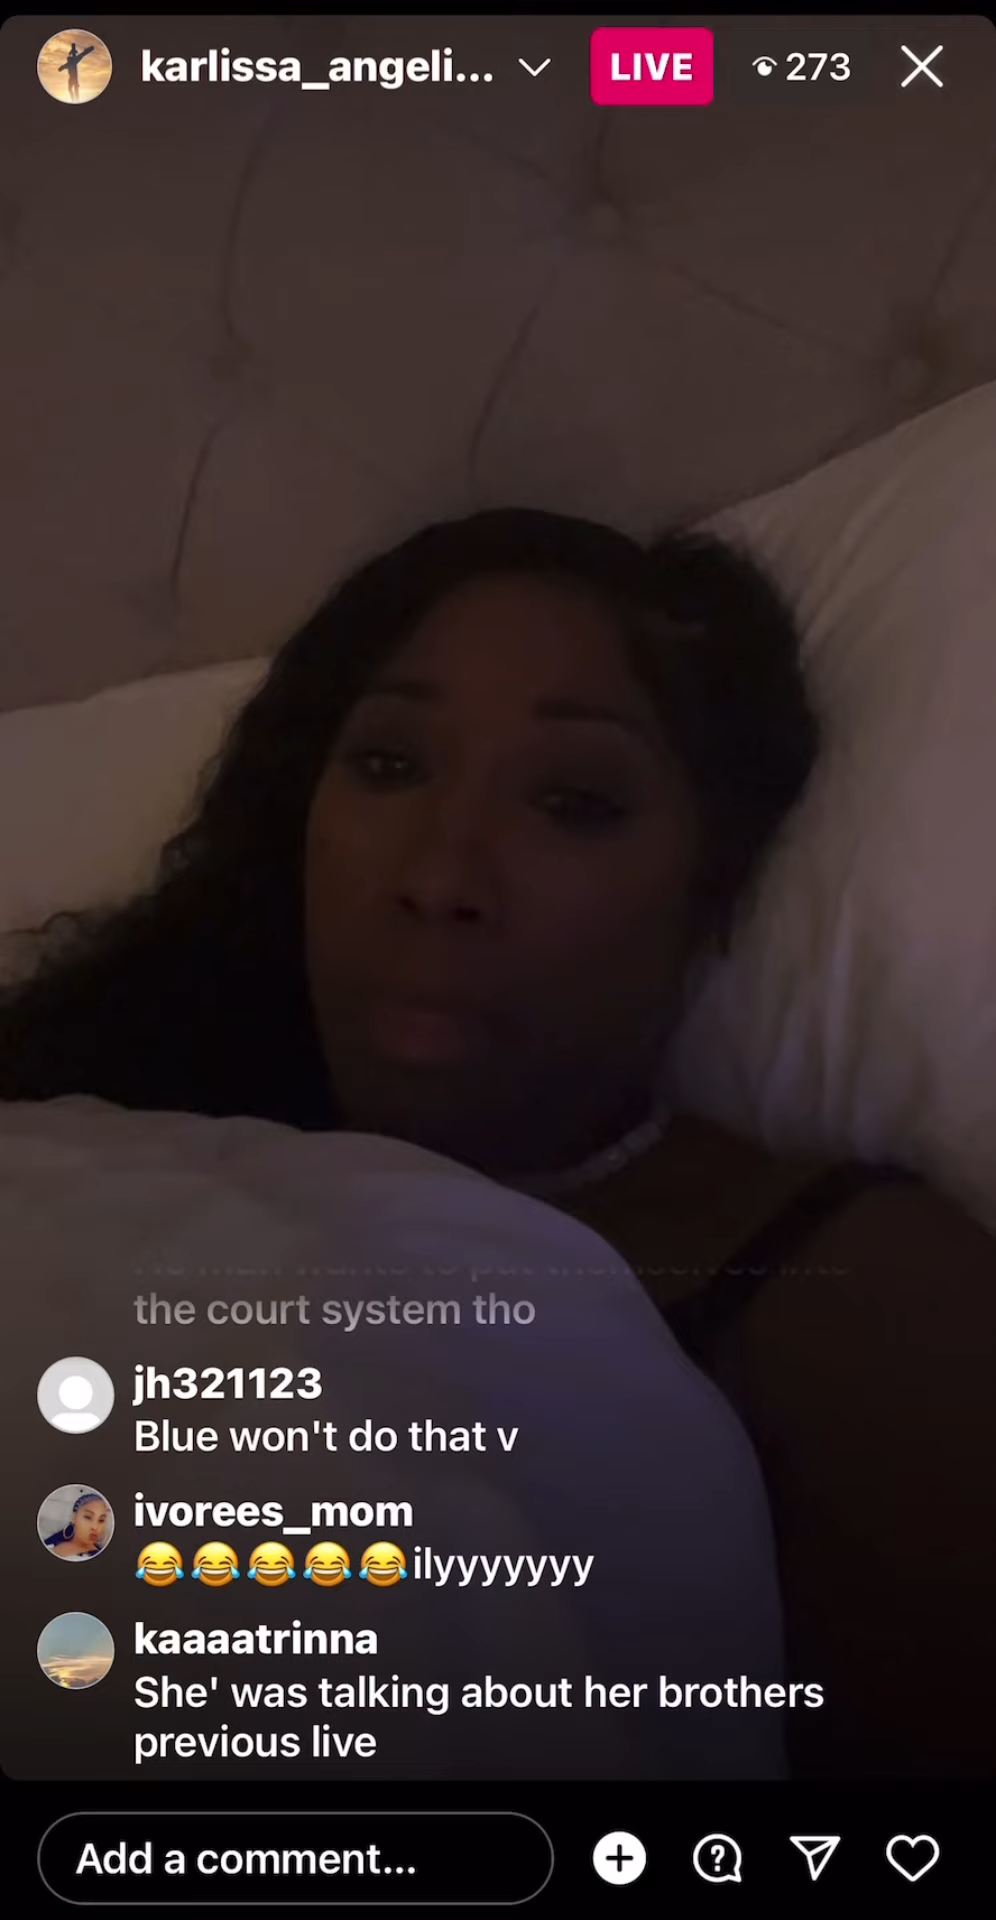 karlissa_angeli...
LIVE
273
the court system tho
jh321123
Blue won't do that v
ivorees_mom
😂😂😂😂😂ilyyyyyyy
kaaaatrinna
She' was talking about her brothers
previous live
Add a comment...